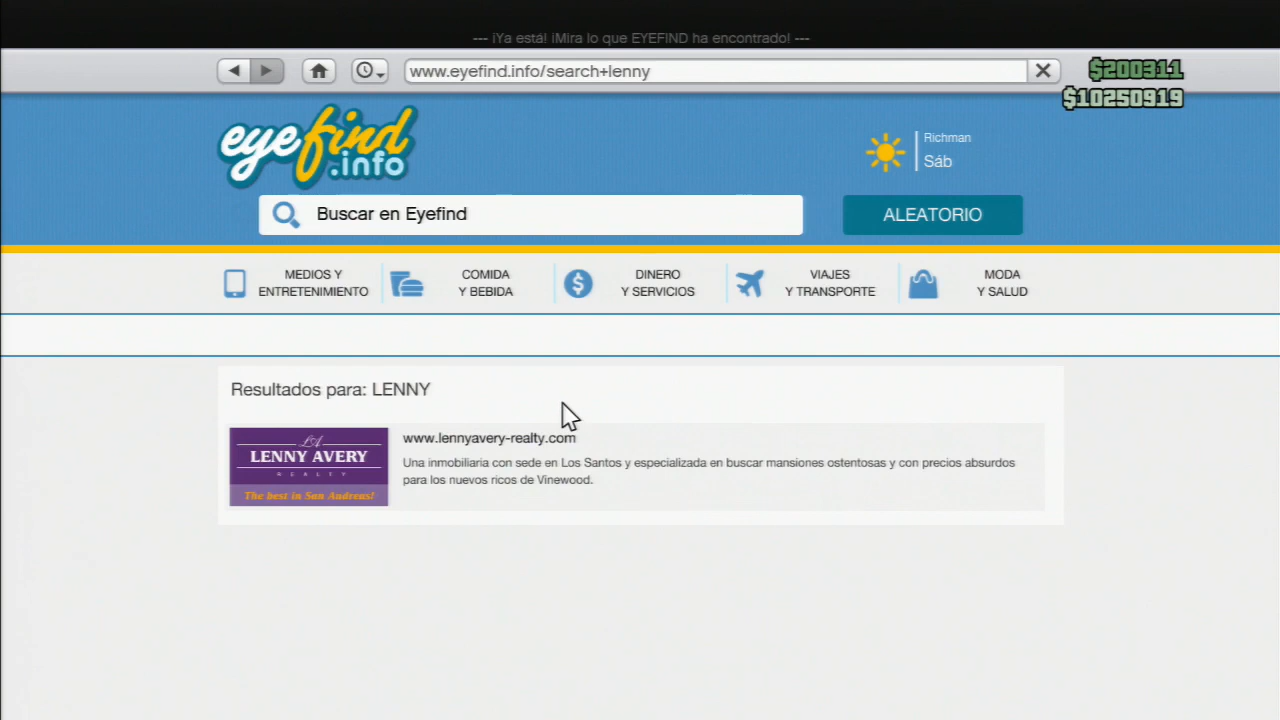 --- ¡Ya está! ¡Mira lo que EYEFIND ha encontrado! ---
www.eyefind.info/search+lenny
$200311
$10250919
eyefind
.info
Richman
Sáb
Buscar en Eyefind
ALEATORIO
MEDIOS Y
ENTRETENIMIENTO
COMIDA
Y BEBIDA
DINERO
Y SERVICIOS
VIAJES
Y TRANSPORTE
MODA
Y SALUD
Resultados para: LENNY
LA
LENNY AVERY
REALTY
The best in San Andreas!
www.lennyavery-realty.com
Una inmobiliaria con sede en Los Santos y especializada en buscar mansiones ostentosas y con precios absurdos
para los nuevos ricos de Vinewood.